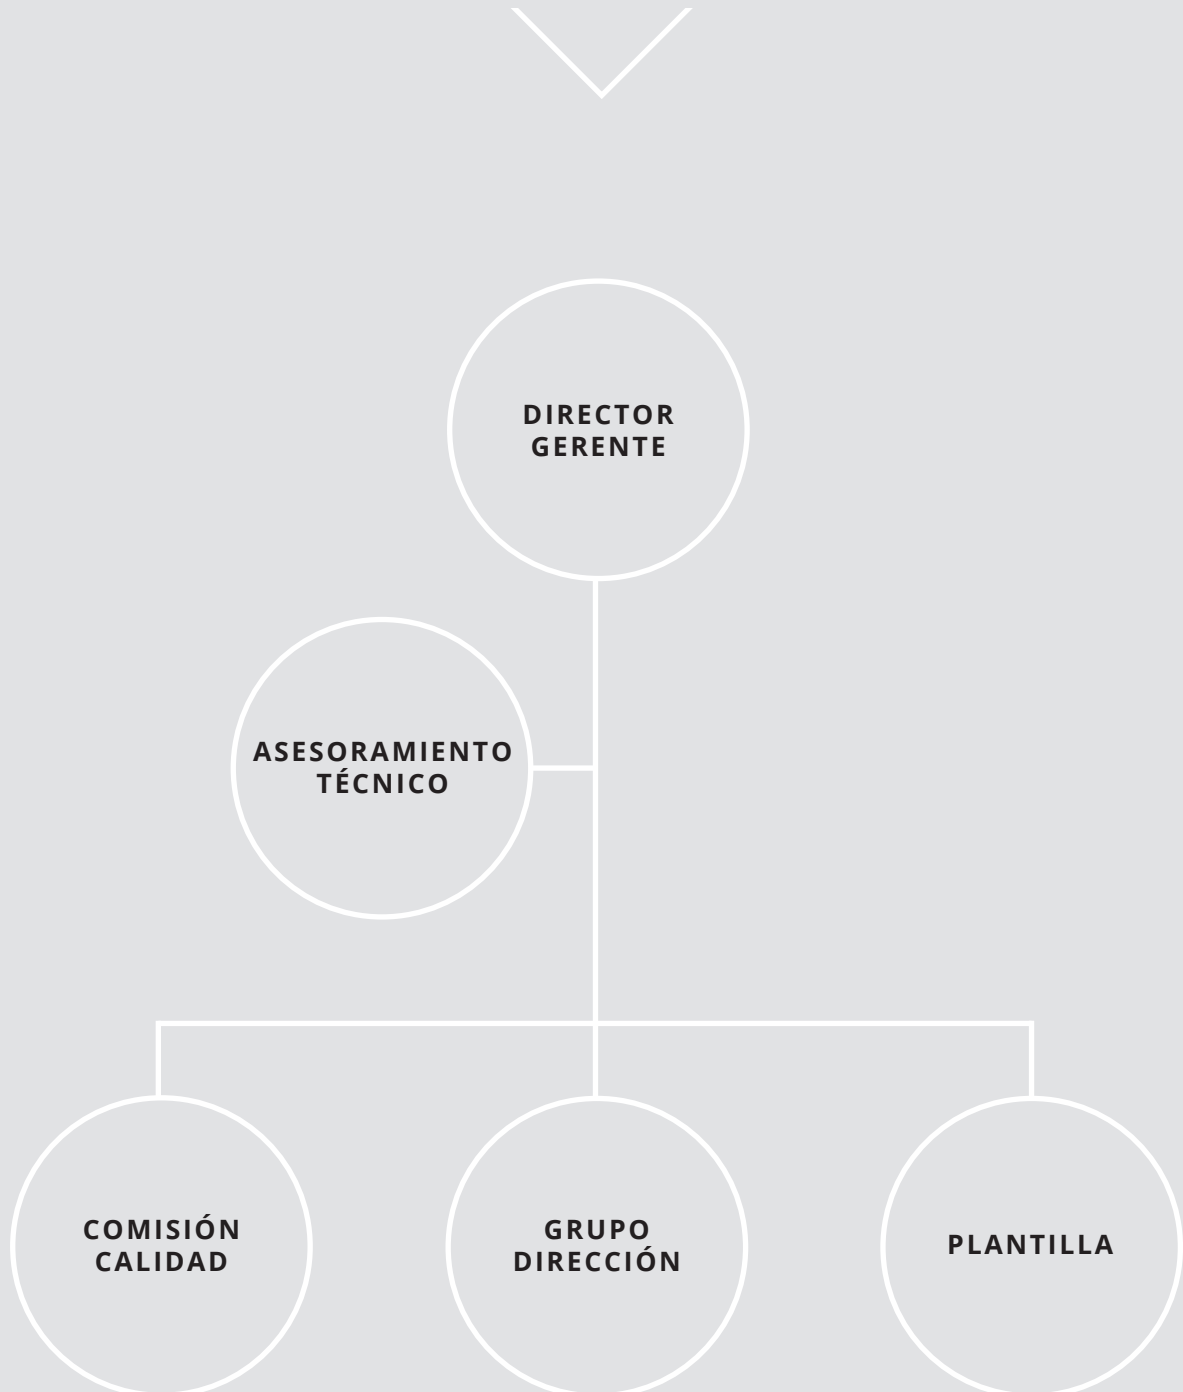 DIRECTOR
GERENTE
ASESORAMIENTO
TÉCNICO
COMISIÓN
CALIDAD
GRUPO
DIRECCIÓN
PLANTILLA